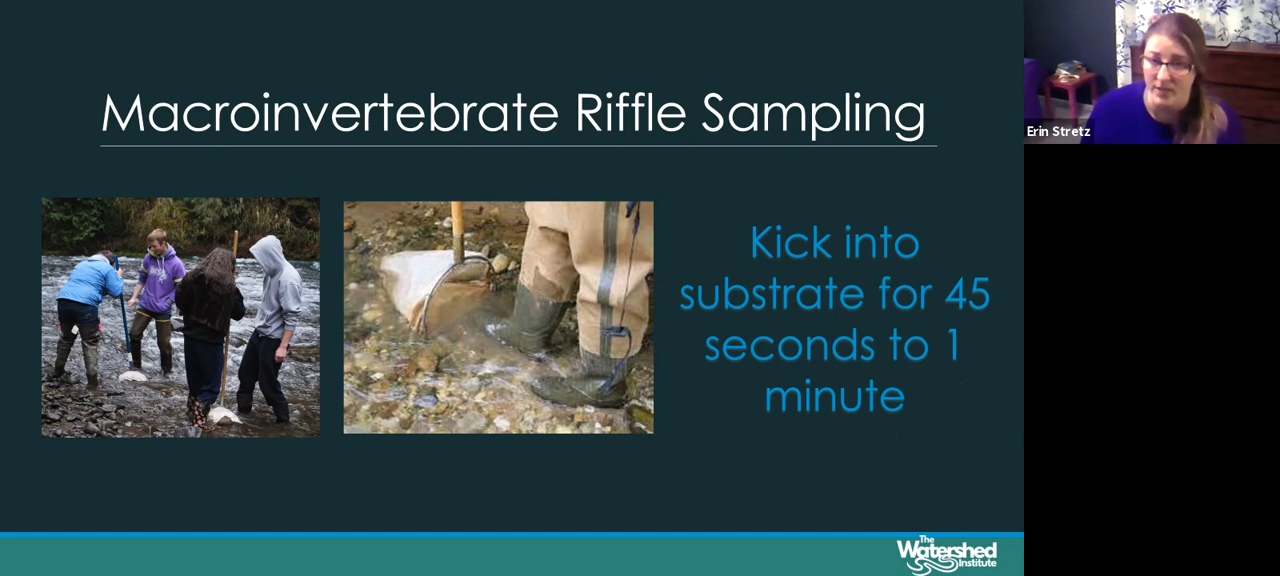 Macroinvertebrate Riffle Sampling
Erin Stretz
Kick into
substrate for 45
seconds to 1
minute
The
Watershed
Institute